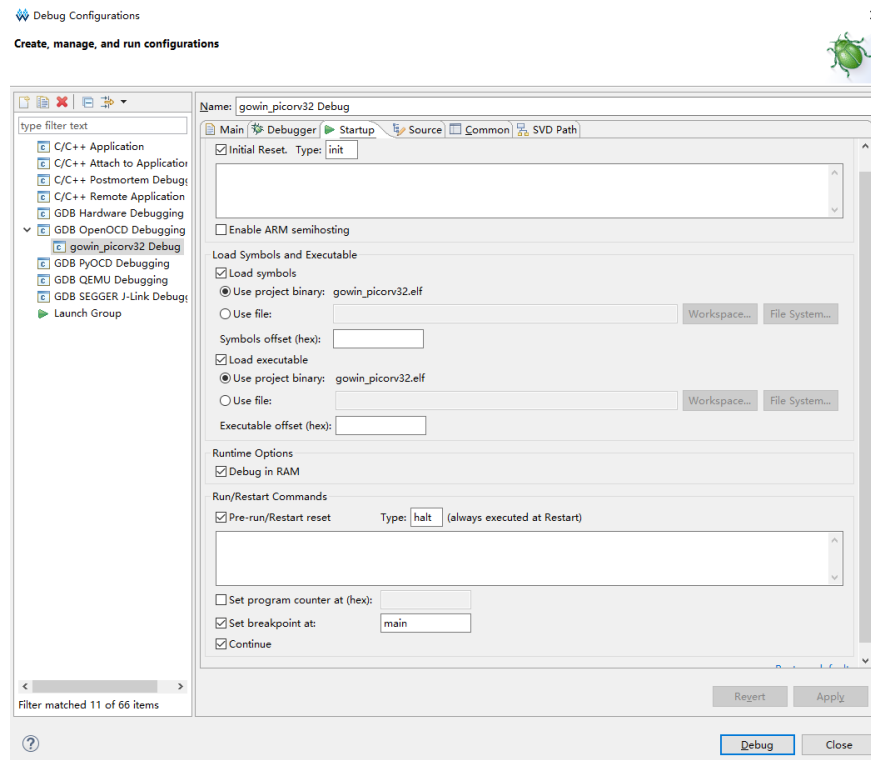 Debug Configurations
Create, manage, and run configurations
Name: gowin_picorv32 Debug
type filter text
Main Debugger Startup Source Common SVD Path
C/C++ Application
C/C++ Attach to Application
C/C++ Postmortem Debugg
C/C++ Remote Application
GDB Hardware Debugging
GDB OpenOCD Debugging
gowin_picorv32 Debug
GDB PyOCD Debugging
GDB QEMU Debugging
GDB SEGGER J-Link Debugg
Launch Group
Filter matched 11 of 66 items
Initial Reset. Type: init
Enable ARM semihosting
Load Symbols and Executable
Load symbols
Use project binary: gowin_picorv32.elf
Use file: Workspace... File System...
Symbols offset (hex):
Load executable
Use project binary: gowin_picorv32.elf
Use file: Workspace... File System...
Executable offset (hex):
Runtime Options
Debug in RAM
Run/Restart Commands
Pre-run/Restart reset Type: halt (always executed at Restart)
Set program counter at (hex):
Set breakpoint at: main
Continue
Revert Apply
? Debug Close